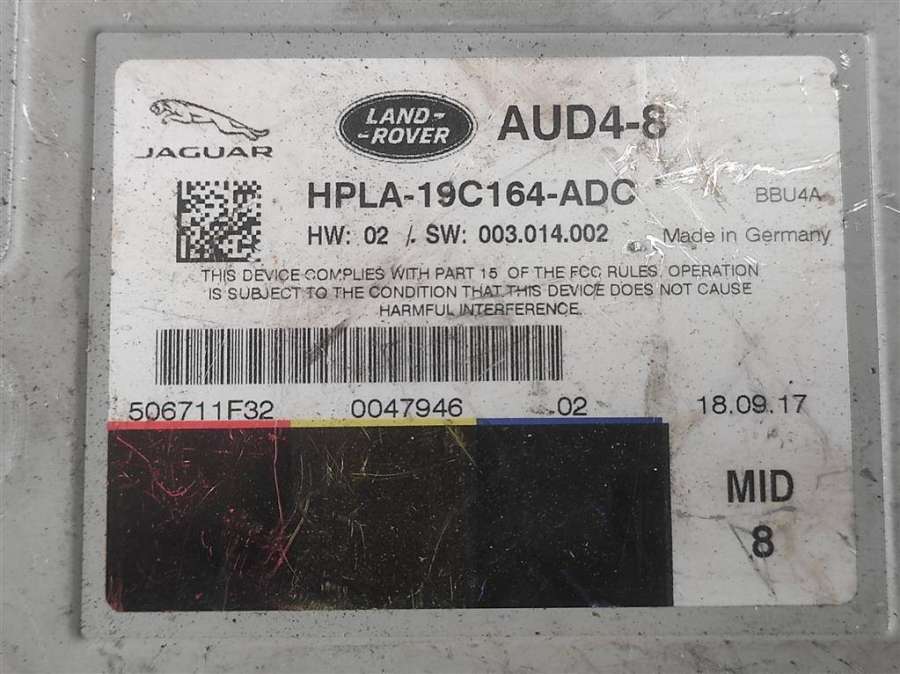 JAGUAR
LAND-
-ROVER
AUD4-8
HPLA-19C164-ADC
BBU4A
HW: 02 / SW: 003.014.002
Made in Germany
THIS DEVICE COMPLIES WITH PART 15 OF THE FCC RULES. OPERATION
IS SUBJECT TO THE CONDITION THAT THIS DEVICE DOES NOT CAUSE
HARMFUL INTERFERENCE.
506711F32 0047946 02 18.09.17
MID
8